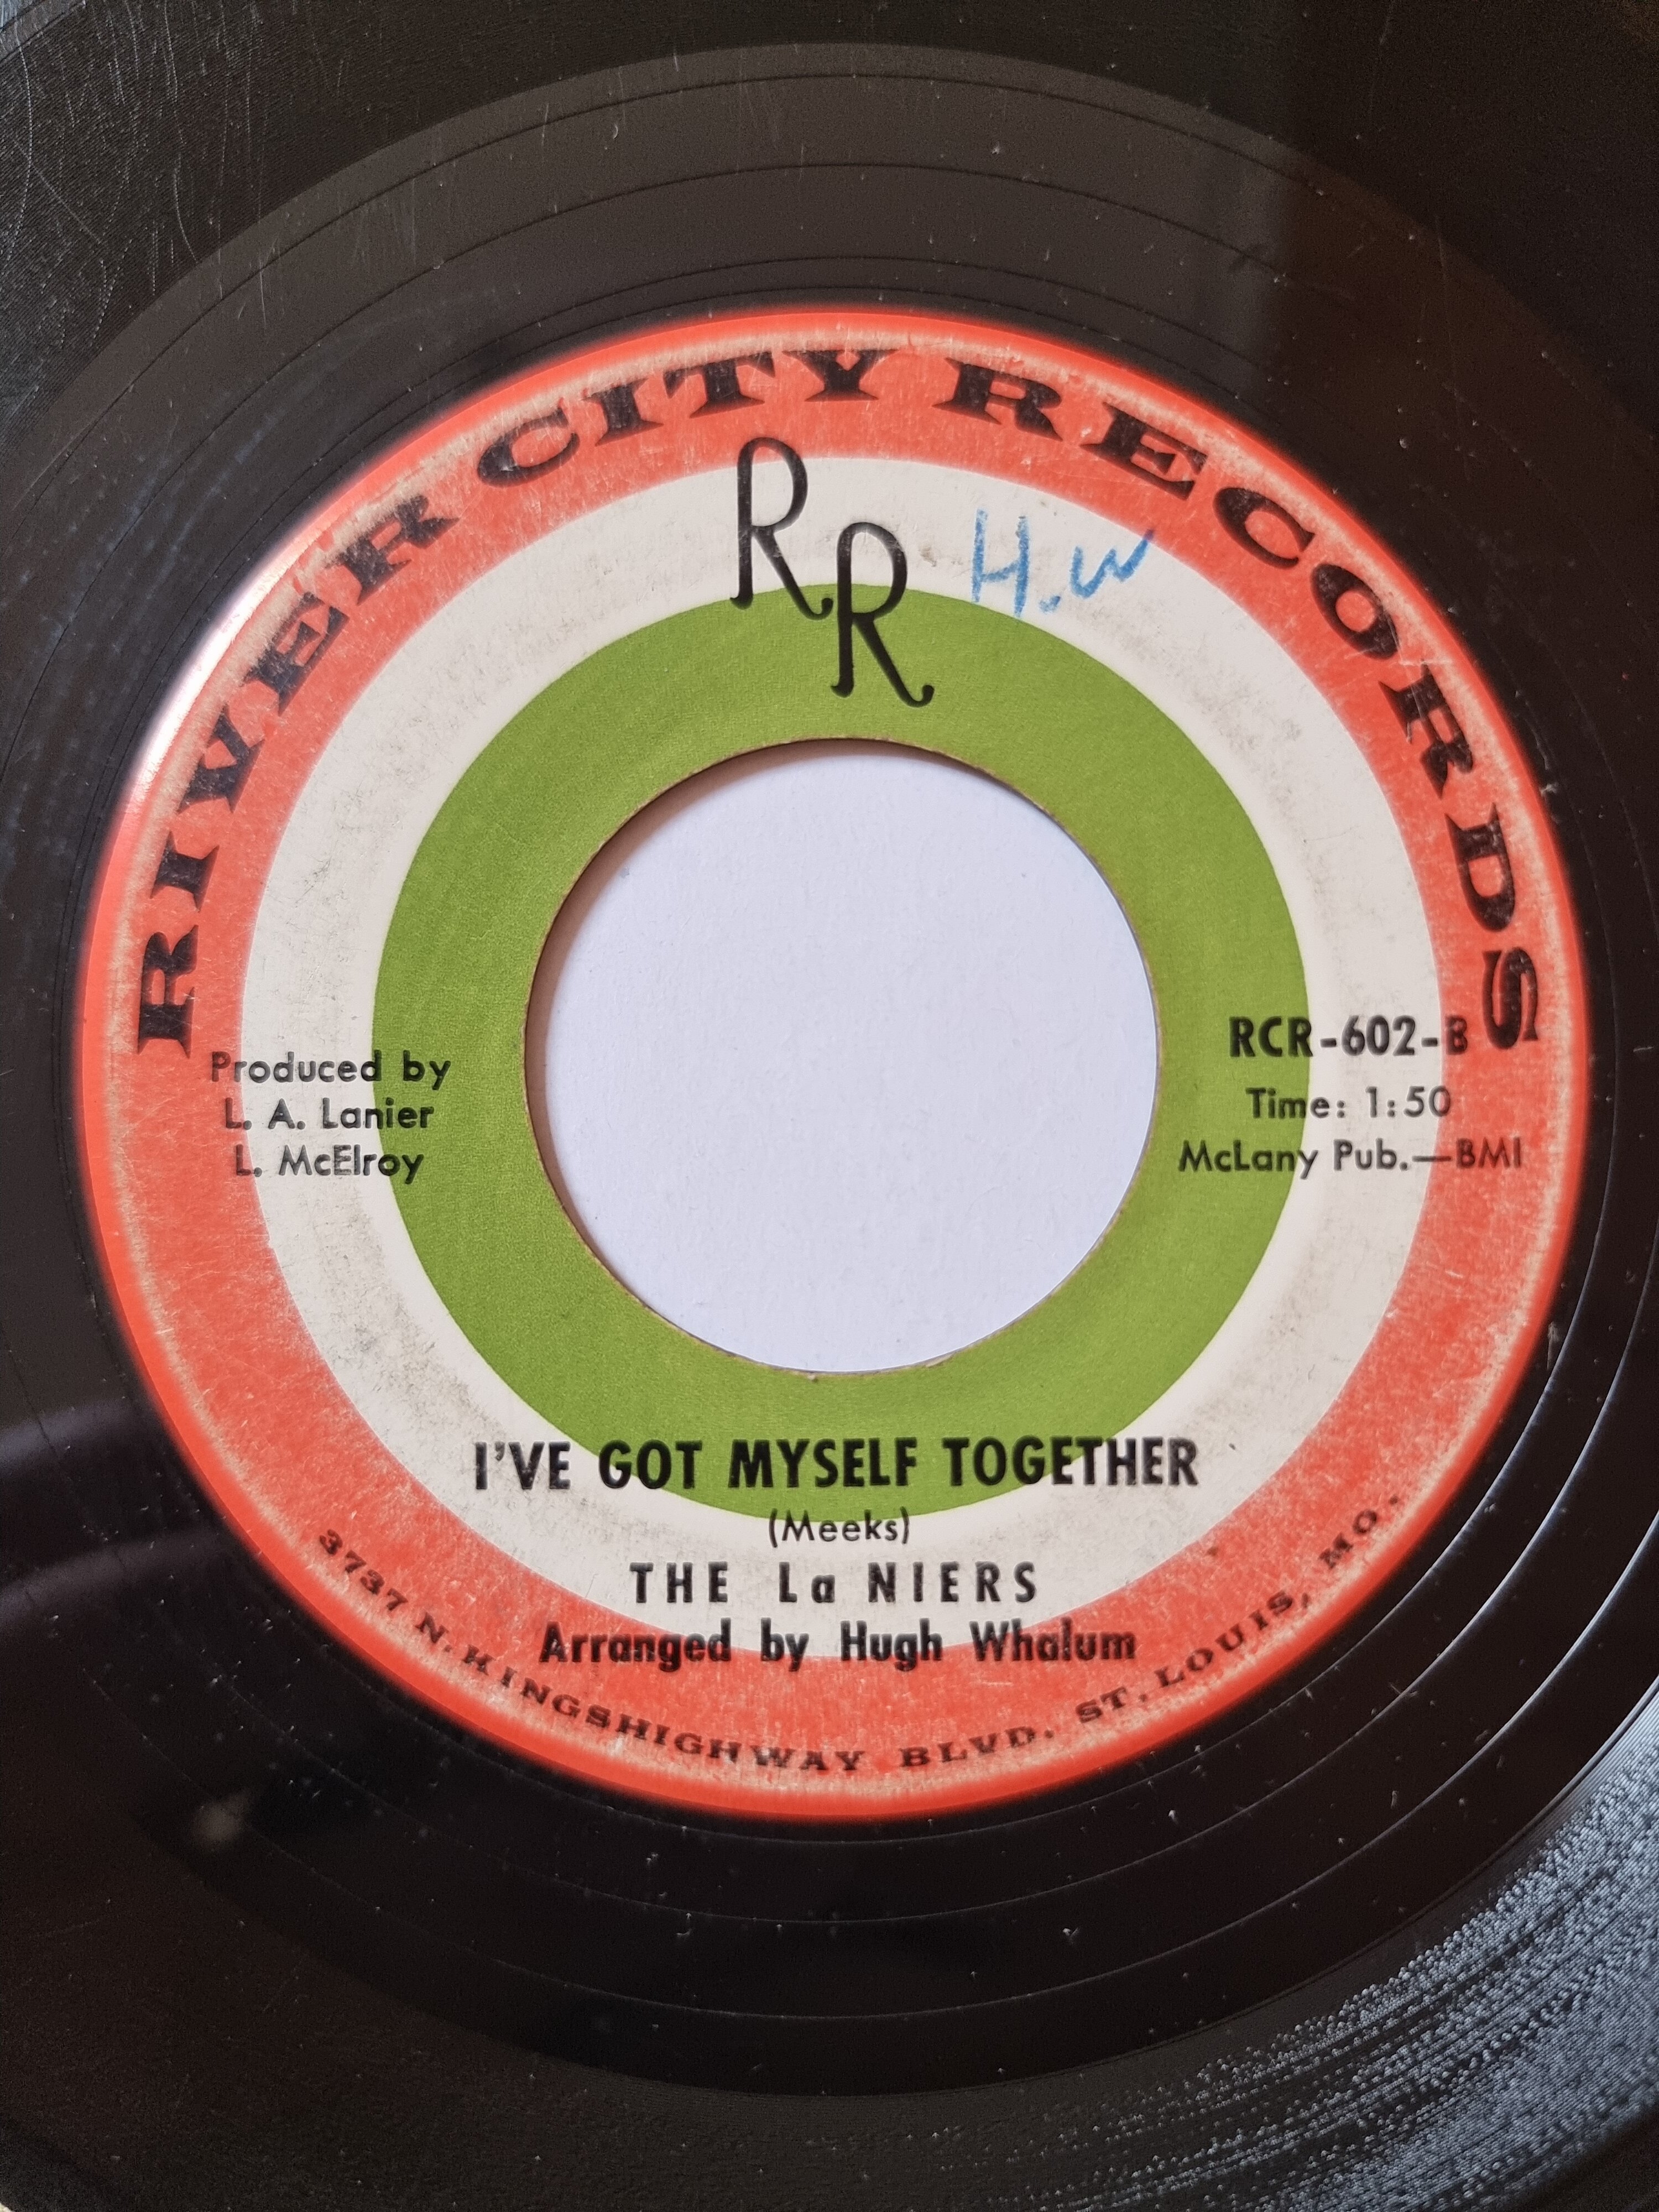 RIVER CITY RECORDS
RR
H.W
Produced by
L. A. Lanier
L. McElroy
RCR-602-B
Time: 1:50
McLany Pub.—BMI
I'VE GOT MYSELF TOGETHER
(Meeks)
THE La NIERS
Arranged by Hugh Whalum
3737 N. KINGSHIGHWAY BLVD. ST. LOUIS, MO.